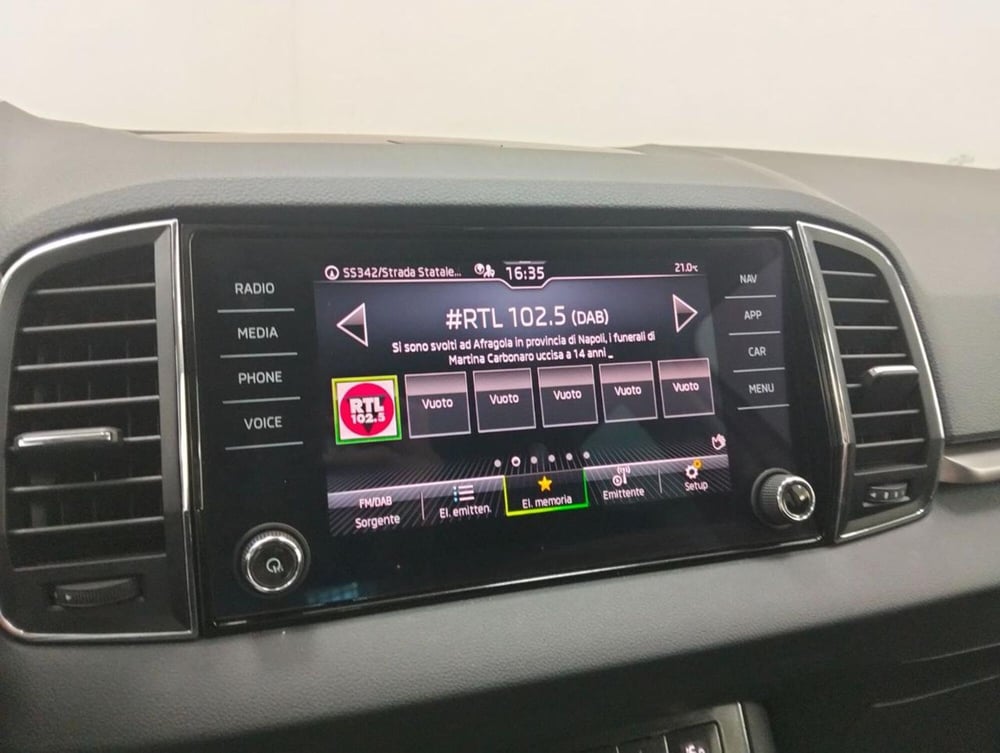 SS342/Strada Statale... 16:35 21.0°C
#RTL 102.5 (DAB)
Si sono svolti ad Afragola in provincia di Napoli, i funerali di
Martina Carbonaro uccisa a 14 anni _
RADIO
MEDIA
PHONE
VOICE
NAV
APP
CAR
MENU
RTL
102.5
Vuoto Vuoto Vuoto Vuoto Vuoto
FM/DAB
Sorgente
El. emitten.
El. memoria
Emittente
Setup